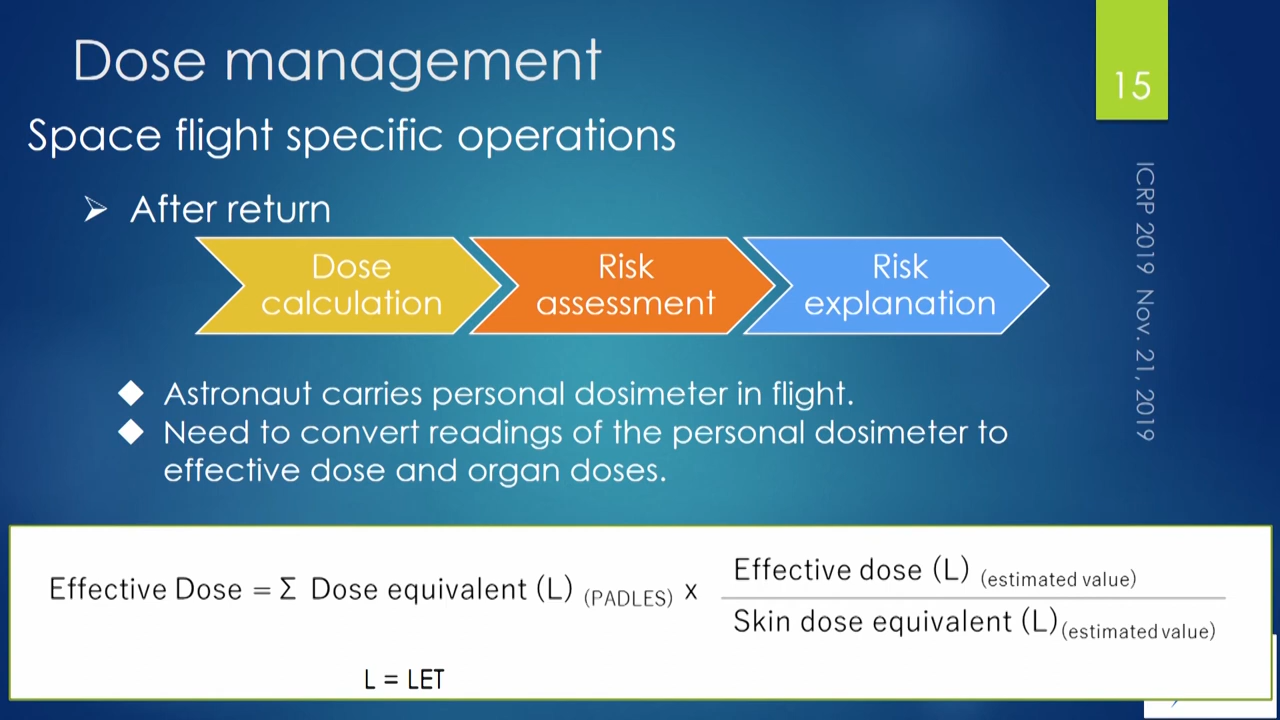 Dose management
15
Space flight specific operations
ICRP 2019 Nov. 21, 2019
➢ After return
Dose
calculation
Risk
assessment
Risk
explanation
◆ Astronaut carries personal dosimeter in flight.
◆ Need to convert readings of the personal dosimeter to
effective dose and organ doses.
Effective Dose = Σ Dose equivalent (L) (PADLES) x
Effective dose (L) (estimated value)
Skin dose equivalent (L)(estimated value)
L = LET